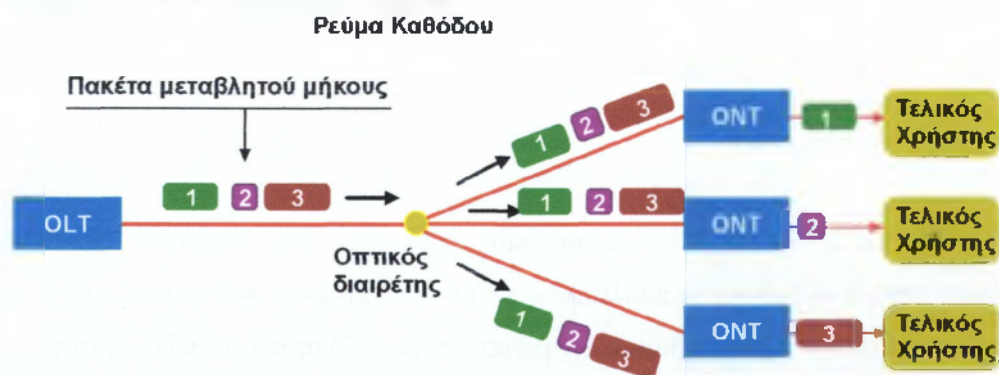 Ρεύμα Καθόδου
Πακέτα μεταβλητού μήκους
1 2 3
OLT
Οπτικός
διαιρέτης
1 2 3
ONT
1
Τελικός
Χρήστης
1 2 3
ONT
2
Τελικός
Χρήστης
1 2 3
ONT
3
Τελικός
Χρήστης